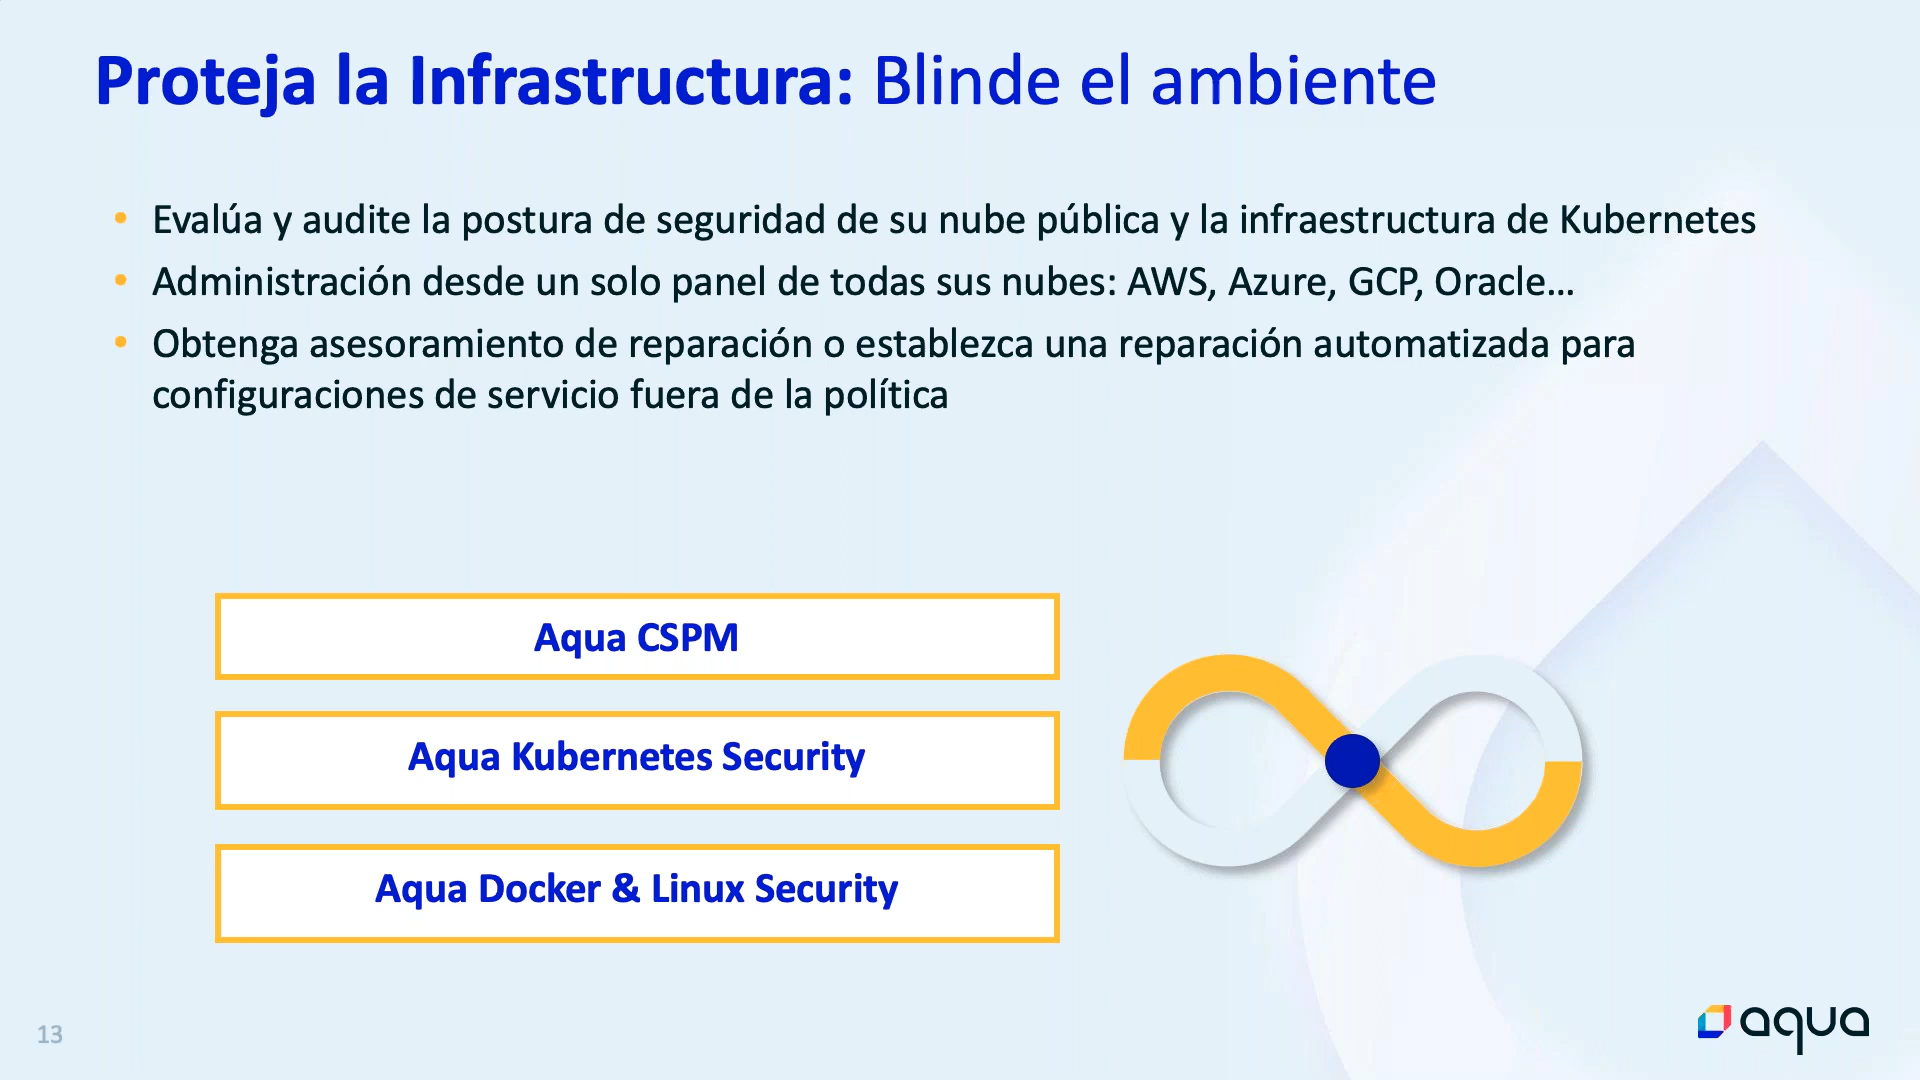 Proteja la Infrastructura: Blinde el ambiente
• Evalúa y audite la postura de seguridad de su nube pública y la infraestructura de Kubernetes
• Administración desde un solo panel de todas sus nubes: AWS, Azure, GCP, Oracle...
• Obtenga asesoramiento de reparación o establezca una reparación automatizada para
configuraciones de servicio fuera de la política
Aqua CSPM
Aqua Kubernetes Security
Aqua Docker & Linux Security
13
aqua